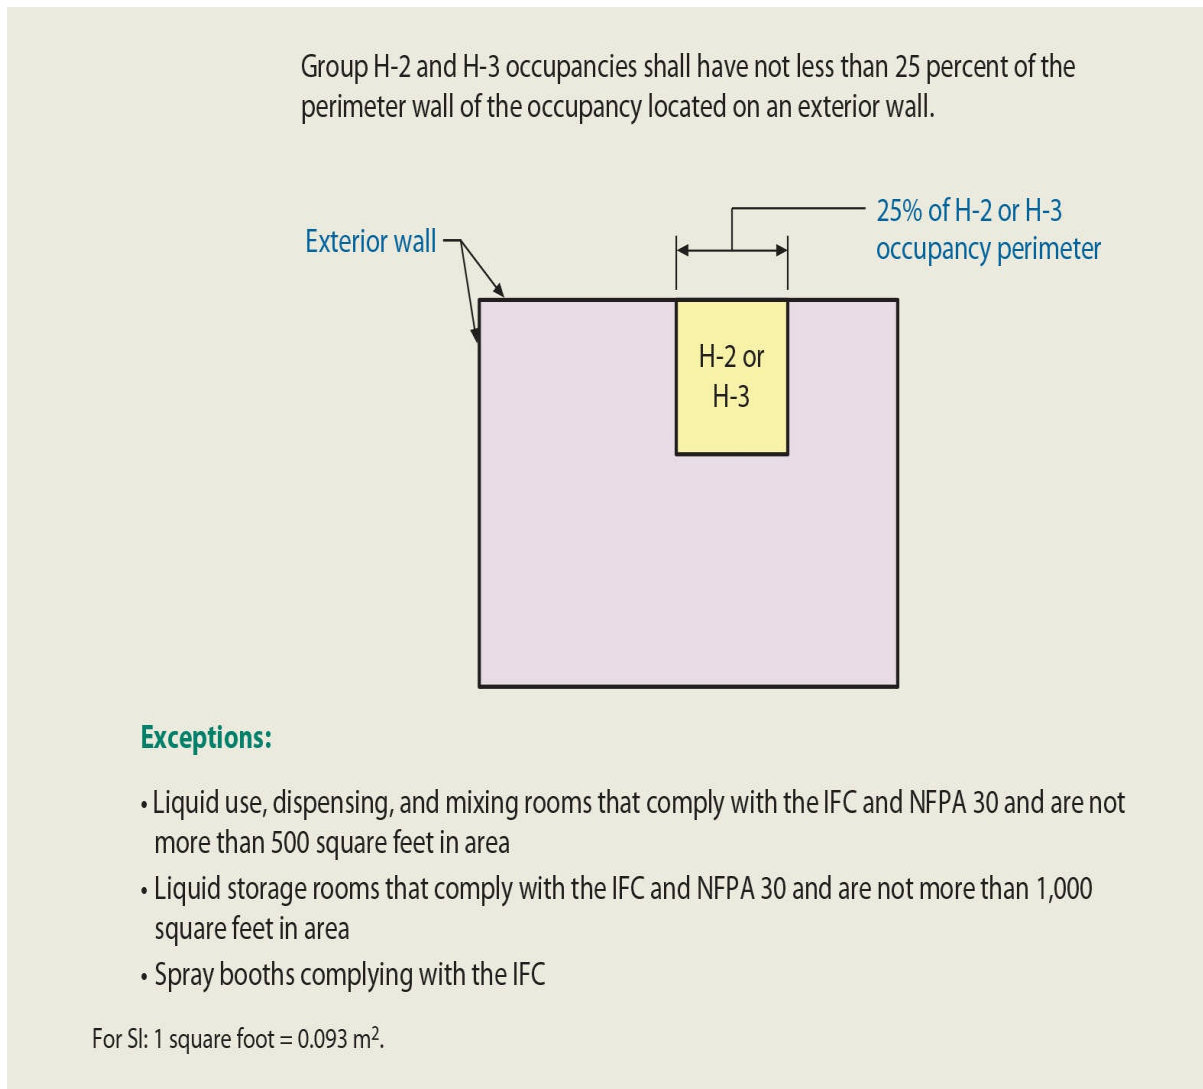 Group H-2 and H-3 occupancies shall have not less than 25 percent of the
perimeter wall of the occupancy located on an exterior wall.
25% of H-2 or H-3
occupancy perimeter
Exterior wall
H-2 or
H-3
Exceptions:
• Liquid use, dispensing, and mixing rooms that comply with the IFC and NFPA 30 and are not
more than 500 square feet in area
• Liquid storage rooms that comply with the IFC and NFPA 30 and are not more than 1,000
square feet in area
• Spray booths complying with the IFC
For SI: 1 square foot = 0.093 m².